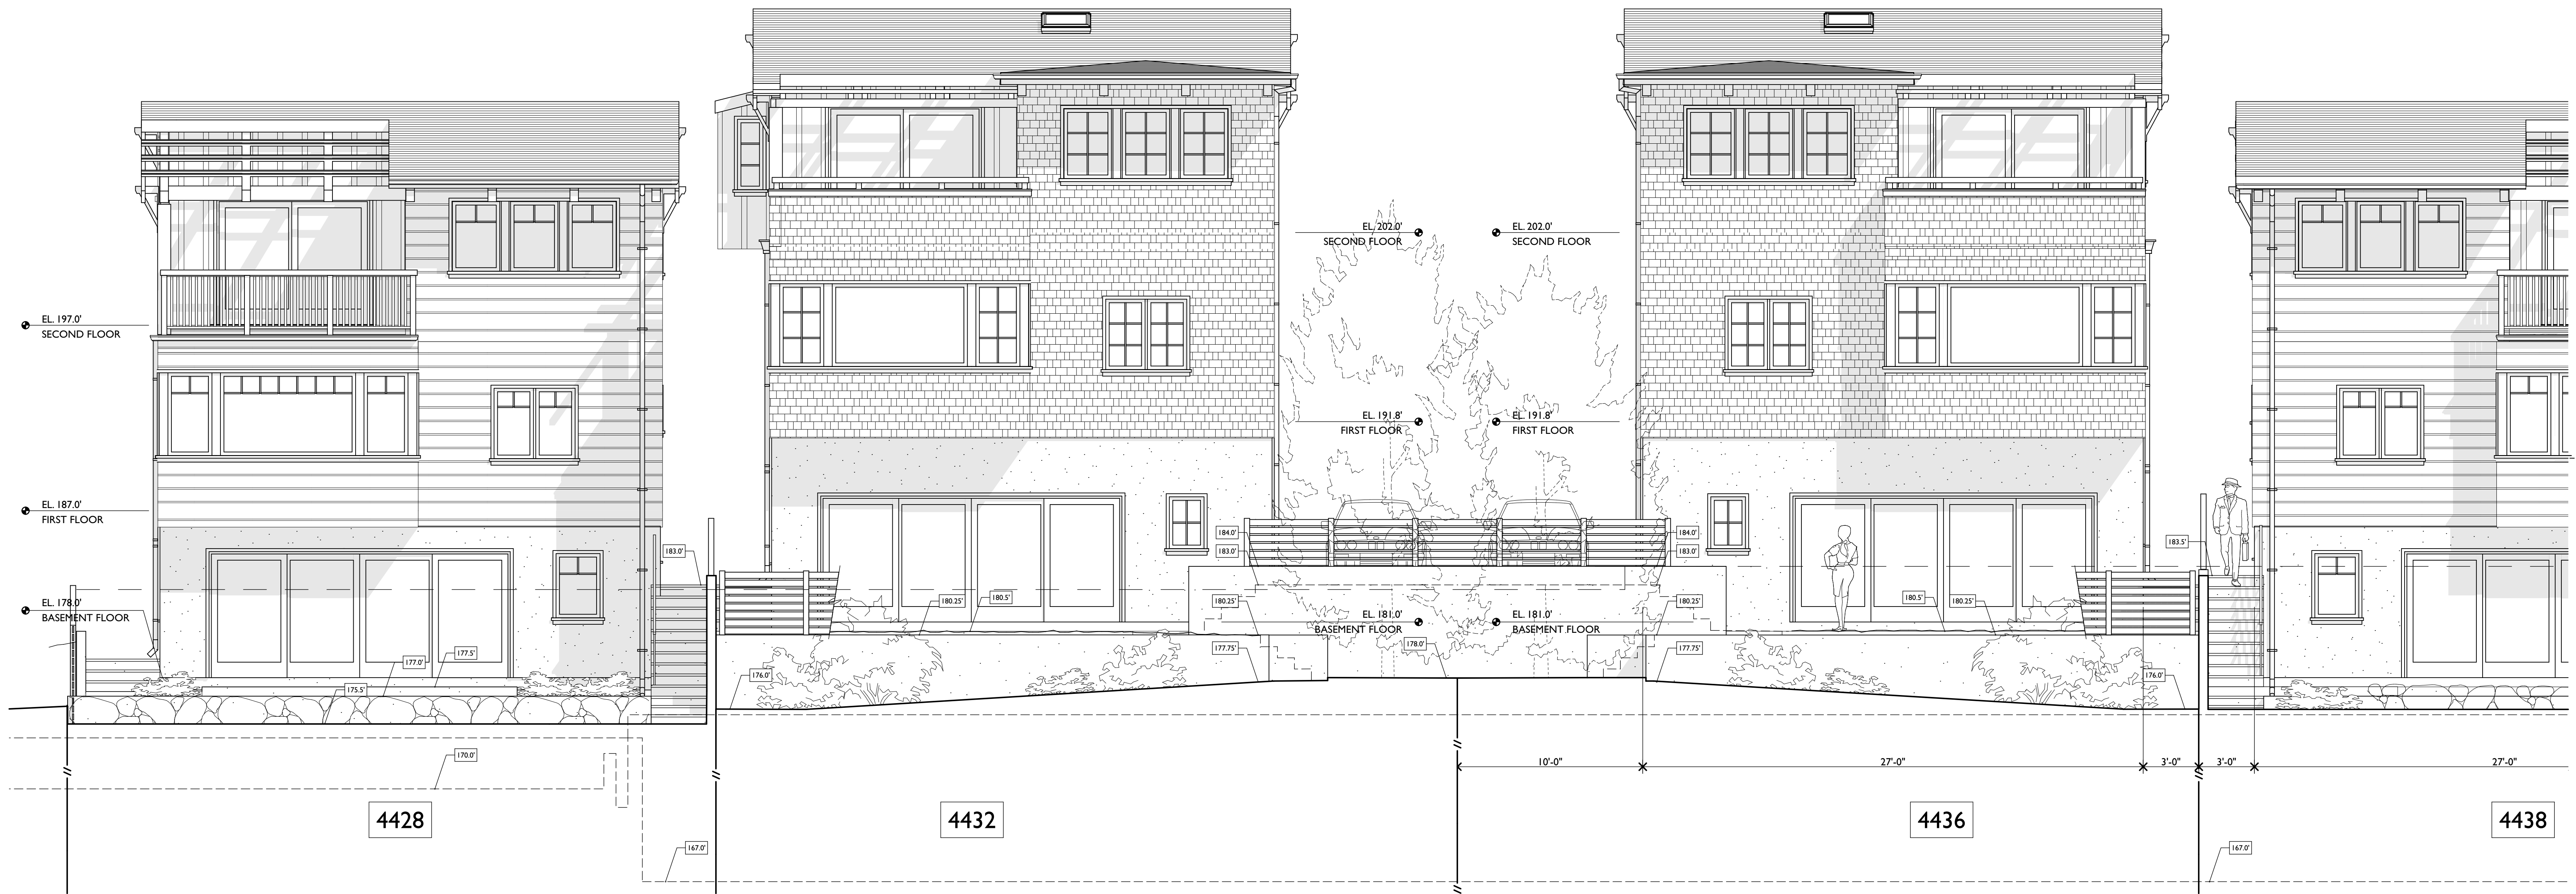 EL. 202.0'
SECOND FLOOR
EL. 202.0'
SECOND FLOOR
EL. 197.0'
SECOND FLOOR
EL. 191.8'
FIRST FLOOR
EL. 191.8'
FIRST FLOOR
EL. 187.0'
FIRST FLOOR
184.0'
184.0'
183.0'
183.0'
183.0'
183.5'
EL. 178.0'
BASEMENT FLOOR
180.25'
180.5'
180.25'
180.25'
180.5'
180.25'
EL. 181.0'
BASEMENT FLOOR
EL. 181.0'
BASEMENT FLOOR
177.0'
177.5'
175.5'
176.0'
177.75'
178.0'
177.75'
176.0'
170.0'
10'-0"
27'-0"
3'-0"
3'-0"
27'-0"
4428
4432
4436
4438
167.0'
167.0'